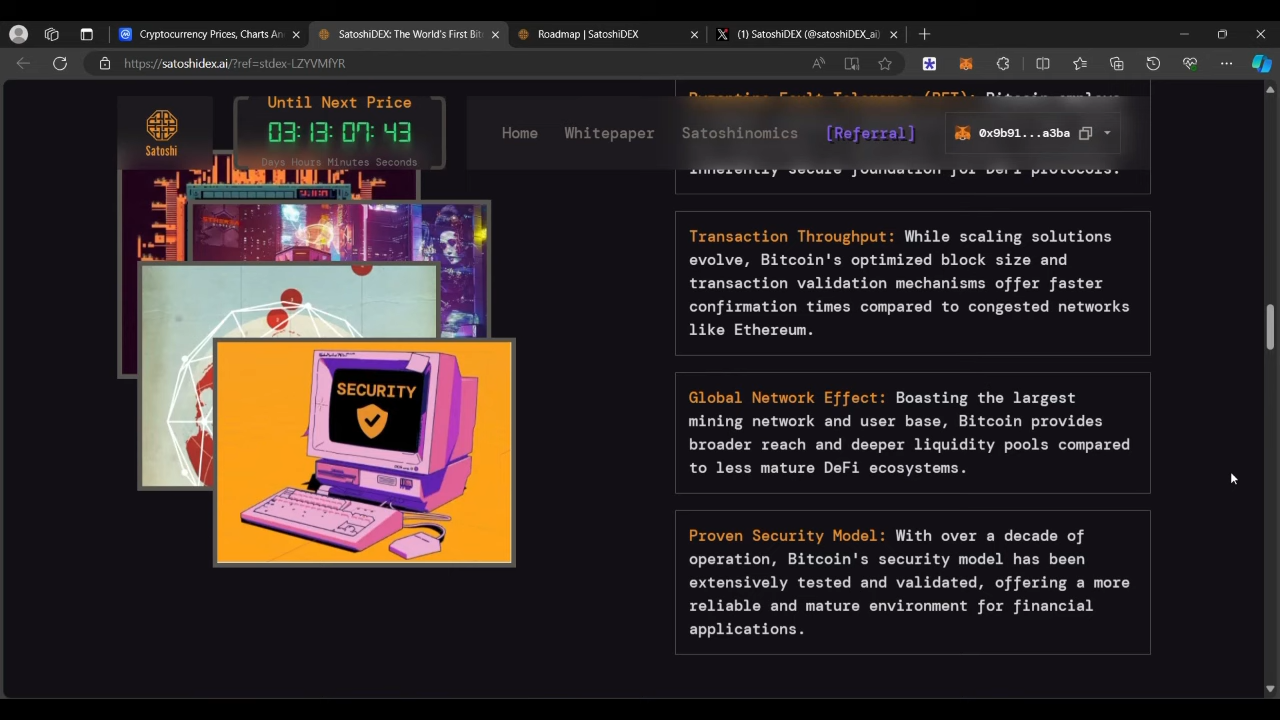 Cryptocurrency Prices, Charts An
SatoshiDEX: The World's First Bit
Roadmap | SatoshiDEX
(1) SatoshiDEX (@satoshiDEX_ai)
https://satoshidex.ai/?ref=stdex-LZYVMfYR
Satoshi
Until Next Price
03: 13: 07: 43
Days Hours Minutes Seconds
Home
Whitepaper
Satoshinomics
[Referral]
0x9b91...a3ba
Byzantine Fault Tolerance (BFT): Bitcoin employs
inherently secure foundation for DeFi protocols.
Transaction Throughput: While scaling solutions
evolve, Bitcoin's optimized block size and
transaction validation mechanisms offer faster
confirmation times compared to congested networks
like Ethereum.
Global Network Effect: Boasting the largest
mining network and user base, Bitcoin provides
broader reach and deeper liquidity pools compared
to less mature DeFi ecosystems.
Proven Security Model: With over a decade of
operation, Bitcoin's security model has been
extensively tested and validated, offering a more
reliable and mature environment for financial
applications.
SECURITY